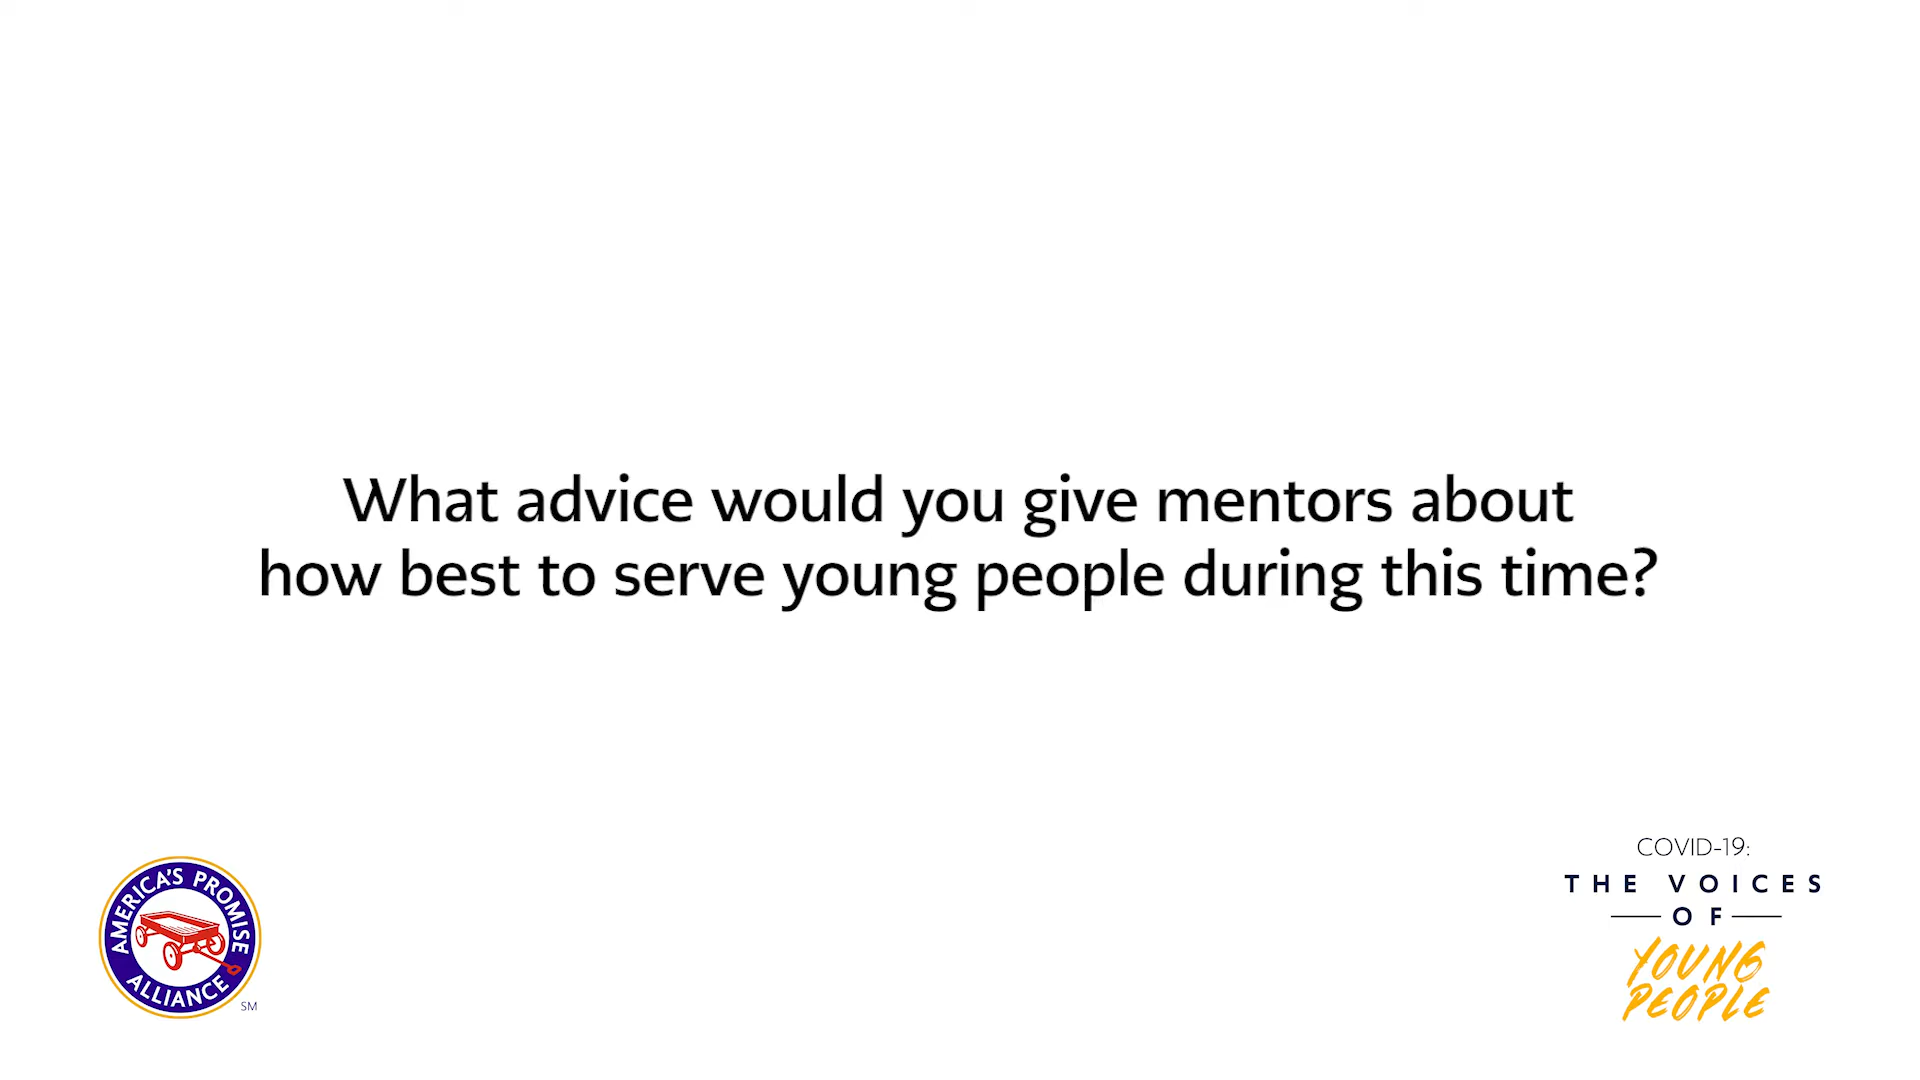 What advice would you give mentors about
how best to serve young people during this time?
AMERICA'S PROMISE
ALLIANCE
SM
COVID-19:
THE VOICES
OF
YOUNG
PEOPLE